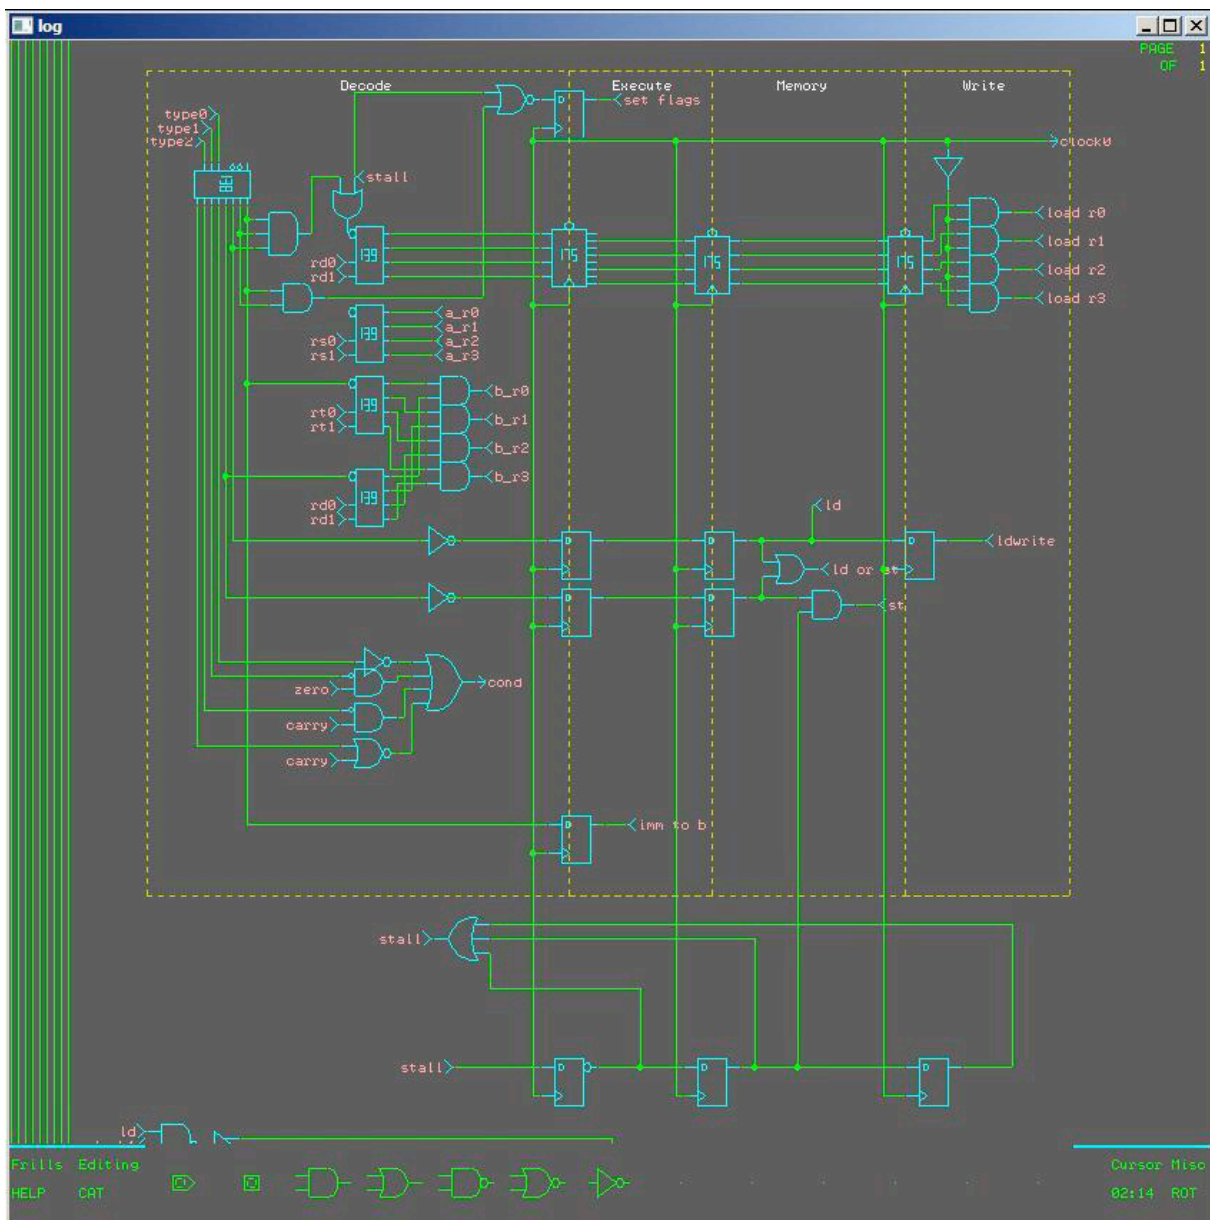 log
PAGE 1
OF 1
Decode Execute Memory Write
set flags
type0
type1
type2
clock0
138
stall
load r0
139 175 175 175
load r1
rd0
load r2
rd1
load r3
a_r0
139 a_r1
rs0 a_r2
rs1 a_r3
139 b_r0
rt0
b_r1
rt1
b_r2
b_r3
139
rd0 ld
rd1
D D D ldwrite
ld or st
D D st
cond
zero
carry
carry
D imm to b
stall
stall D D D
ld
Frills Editing Cursor Misc
HELP CAT 02:14 ROT